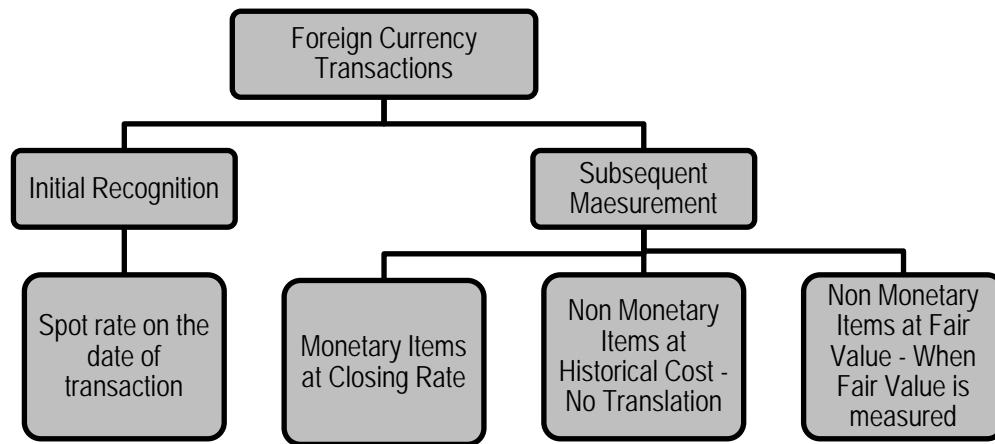 Foreign Currency
Transactions
Initial Recognition
Subsequent
Maesurement
Spot rate on the
date of
transaction
Monetary Items
at Closing Rate
Non Monetary
Items at
Historical Cost -
No Translation
Non Monetary
Items at Fair
Value - When
Fair Value is
measured